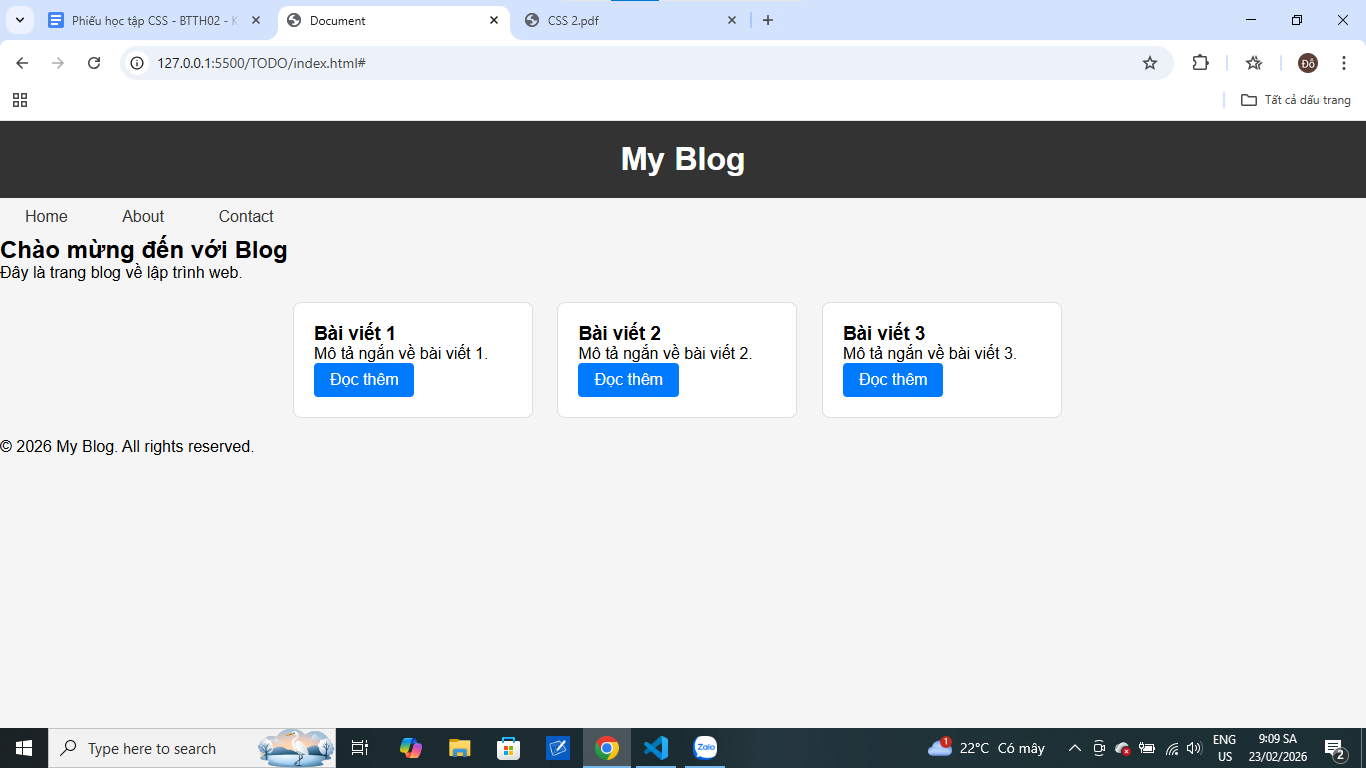 Phiếu học tập CSS - BTTH02 - K
Document
CSS 2.pdf
127.0.0.1:5500/TODO/index.html#
Đỗ
Tất cả dấu trang
My Blog
Home About Contact
Chào mừng đến với Blog
Đây là trang blog về lập trình web.
Bài viết 1
Mô tả ngắn về bài viết 1.
Đọc thêm
Bài viết 2
Mô tả ngắn về bài viết 2.
Đọc thêm
Bài viết 3
Mô tả ngắn về bài viết 3.
Đọc thêm
© 2026 My Blog. All rights reserved.
Type here to search
Zalo
1
22°C Có mây
ENG
US
9:09 SA
23/02/2026
2